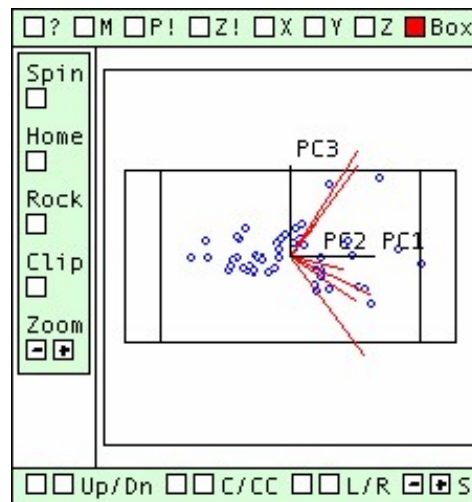 ? M P! Z! X Y Z Box
Spin
Home
Rock
Clip
Zoom
- +
PC3
PC2 PC1
Up/Dn C/CC L/R - + S